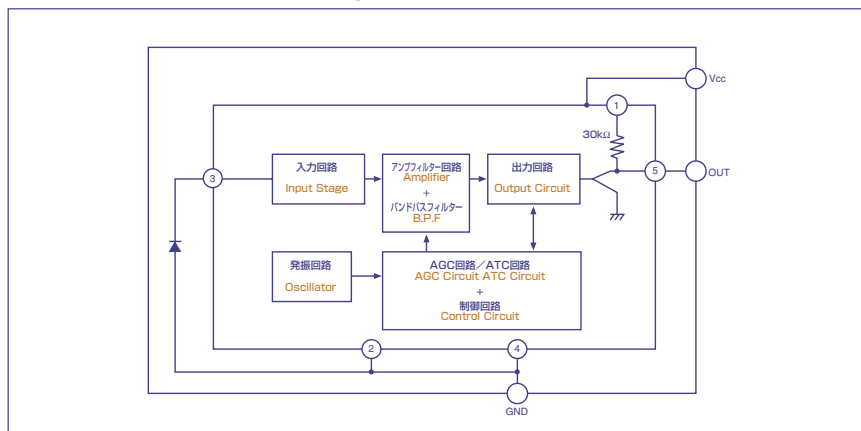 Vcc
1
30kΩ
入力回路
Input Stage
アンプフィルター回路
Amplifier
+
バンドパスフィルター
B.P.F
出力回路
Output Circuit
3
5
OUT
発振回路
Oscillator
AGC回路／ATC回路
AGC Circuit ATC Circuit
+
制御回路
Control Circuit
2
4
GND